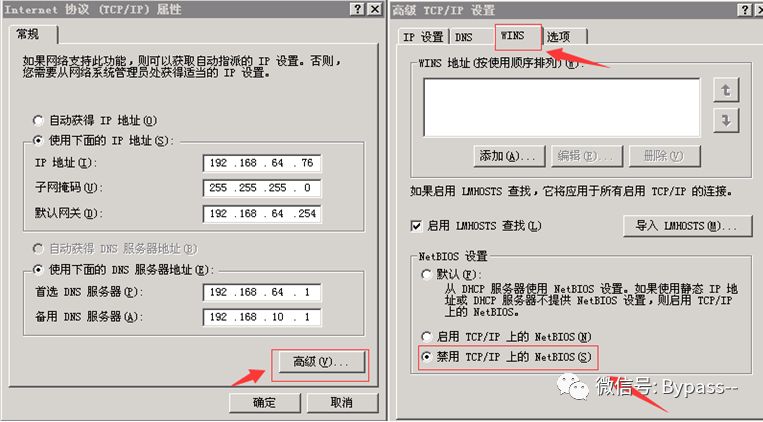 Internet 协议 (TCP/IP) 属性
常规
如果网络支持此功能,则可以获取自动指派的 IP 设置。否则,
您需要从网络系统管理员处获得适当的 IP 设置。
自动获得 IP 地址(O)
使用下面的 IP 地址(S):
IP 地址(I): 192 .168 .64 .76
子网掩码(U): 255 .255 .255 .0
默认网关(D): 192 .168 .64 .254
自动获得 DNS 服务器地址(B)
使用下面的 DNS 服务器地址(E):
首选 DNS 服务器(P): 192 .168 .64 .1
备用 DNS 服务器(A): 192 .168 .10 .1
高级(V)...
确定 取消
高级 TCP/IP 设置
IP 设置 DNS WINS 选项
WINS 地址(按使用顺序排列)(W):
添加(A)... 编辑(E)... 删除(V)
如果启用 LMHOSTS 查找,它将应用于所有启用 TCP/IP 的连接。
启用 LMHOSTS 查找(L) 导入 LMHOSTS(M)...
NetBIOS 设置
默认(F):
从 DHCP 服务器使用 NetBIOS 设置。如果使用静态 IP 地
址或 DHCP 服务器不提供 NetBIOS 设置,则启用 TCP/IP
上的 NetBIOS。
启用 TCP/IP 上的 NetBIOS(N)
禁用 TCP/IP 上的 NetBIOS(S)
微信号: Bypass--